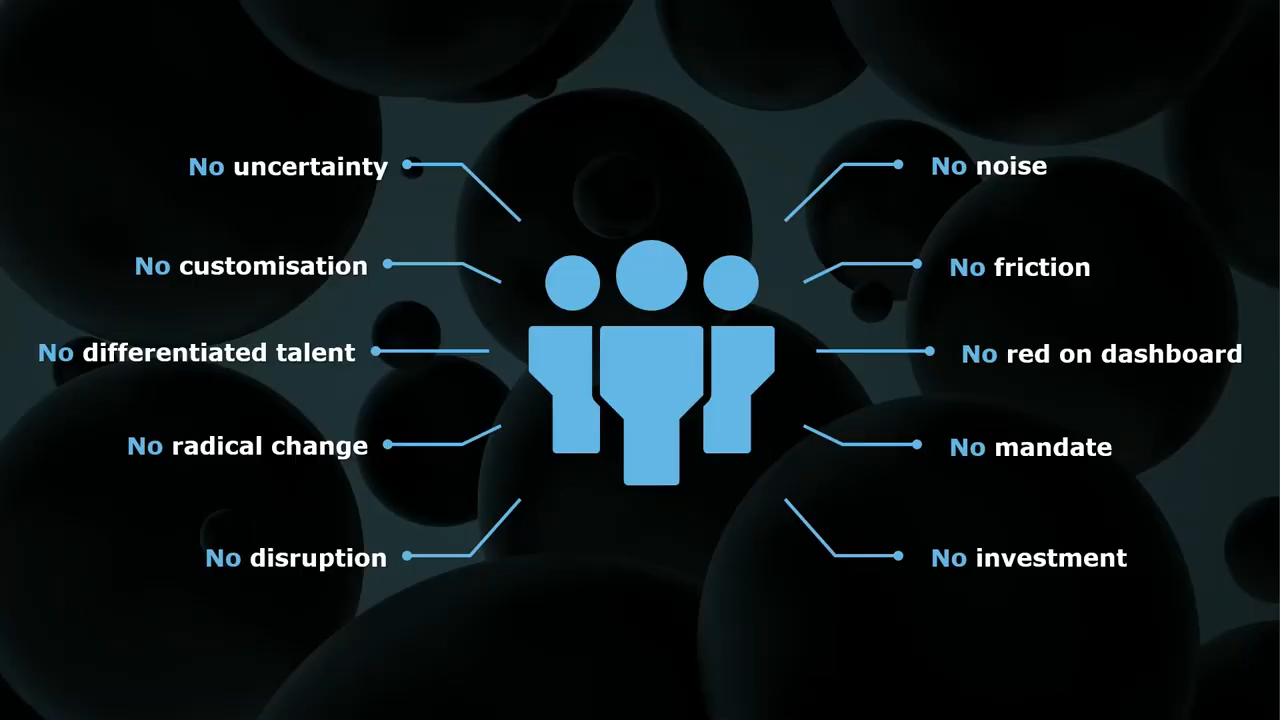 No uncertainty
No customisation
No differentiated talent
No radical change
No disruption
No noise
No friction
No red on dashboard
No mandate
No investment